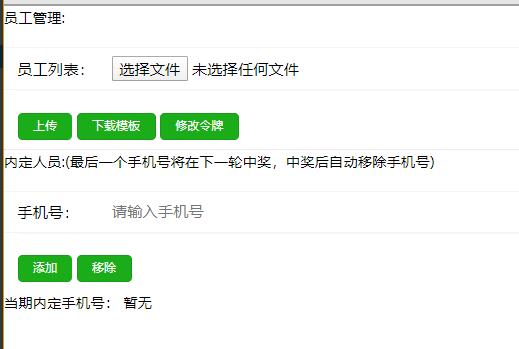 员工管理:
员工列表： 选择文件 未选择任何文件
上传 下载模板 修改令牌
内定人员:(最后一个手机号将在下一轮中奖，中奖后自动移除手机号)
手机号： 请输入手机号
添加 移除
当期内定手机号： 暂无